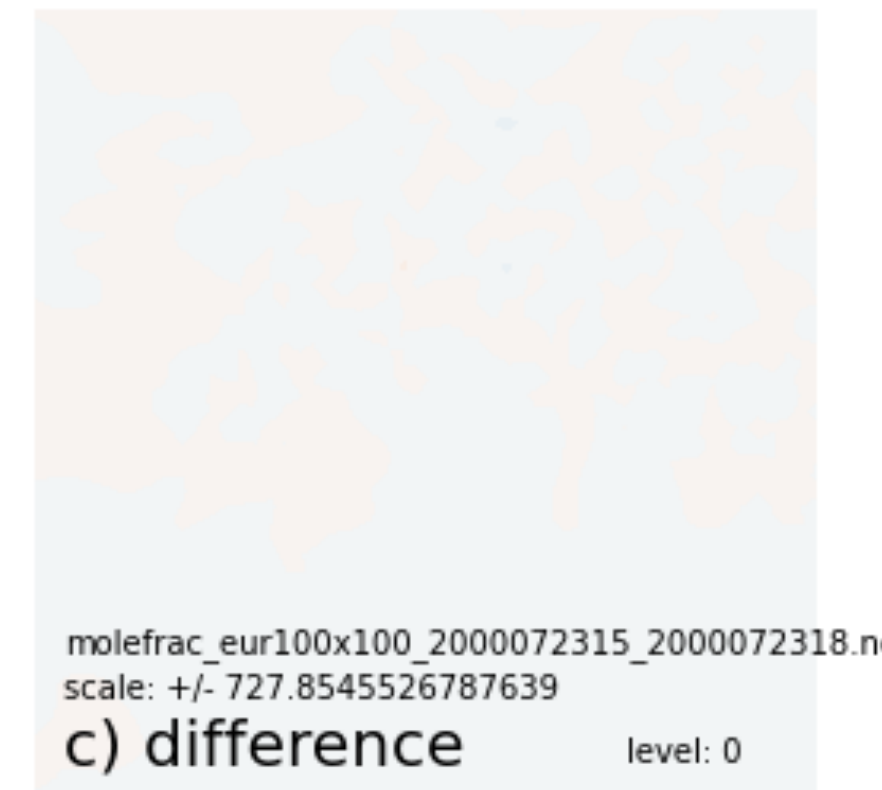 molefrac_eur100x100_2000072315_2000072318.n
scale: +/- 727.8545526787639
c) difference
level: 0